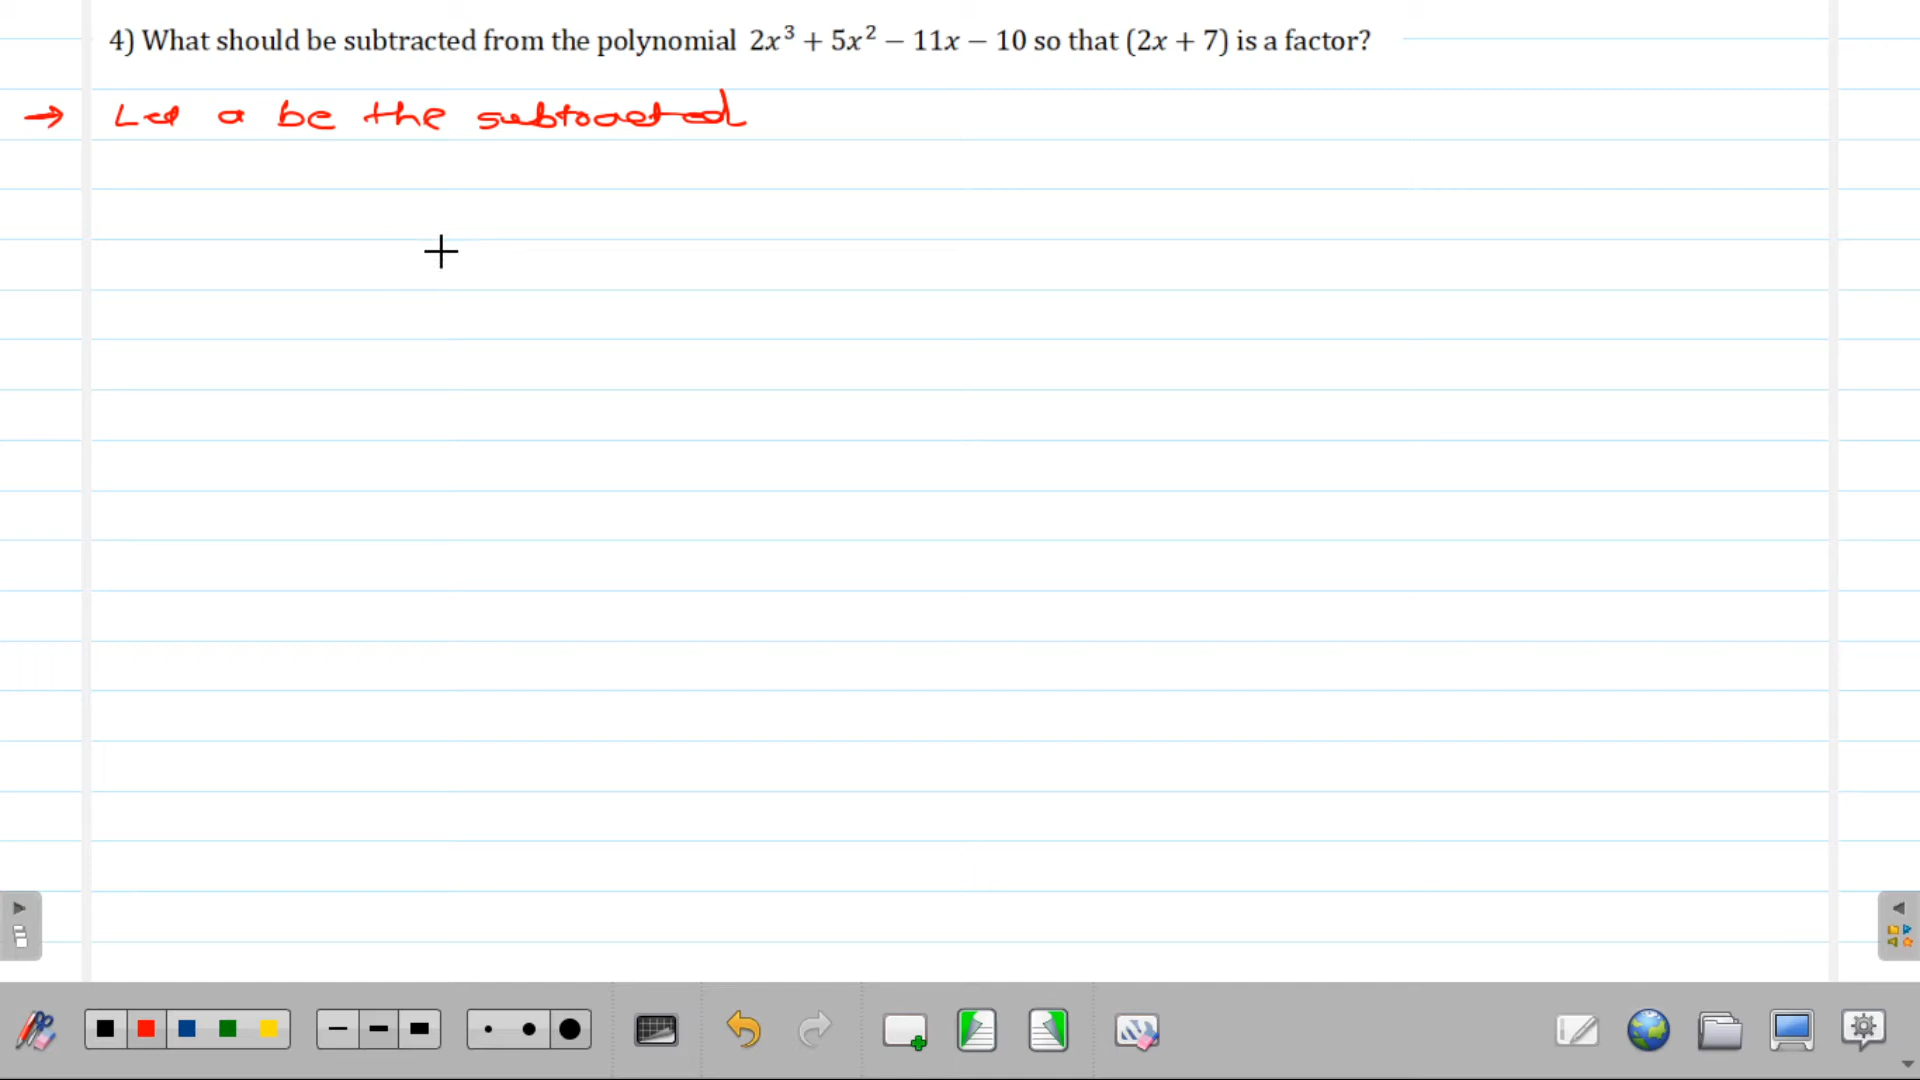 4) What should be subtracted from the polynomial 2x³ + 5x² − 11x − 10 so that (2x + 7) is a factor?
→ Let a be the subtracted